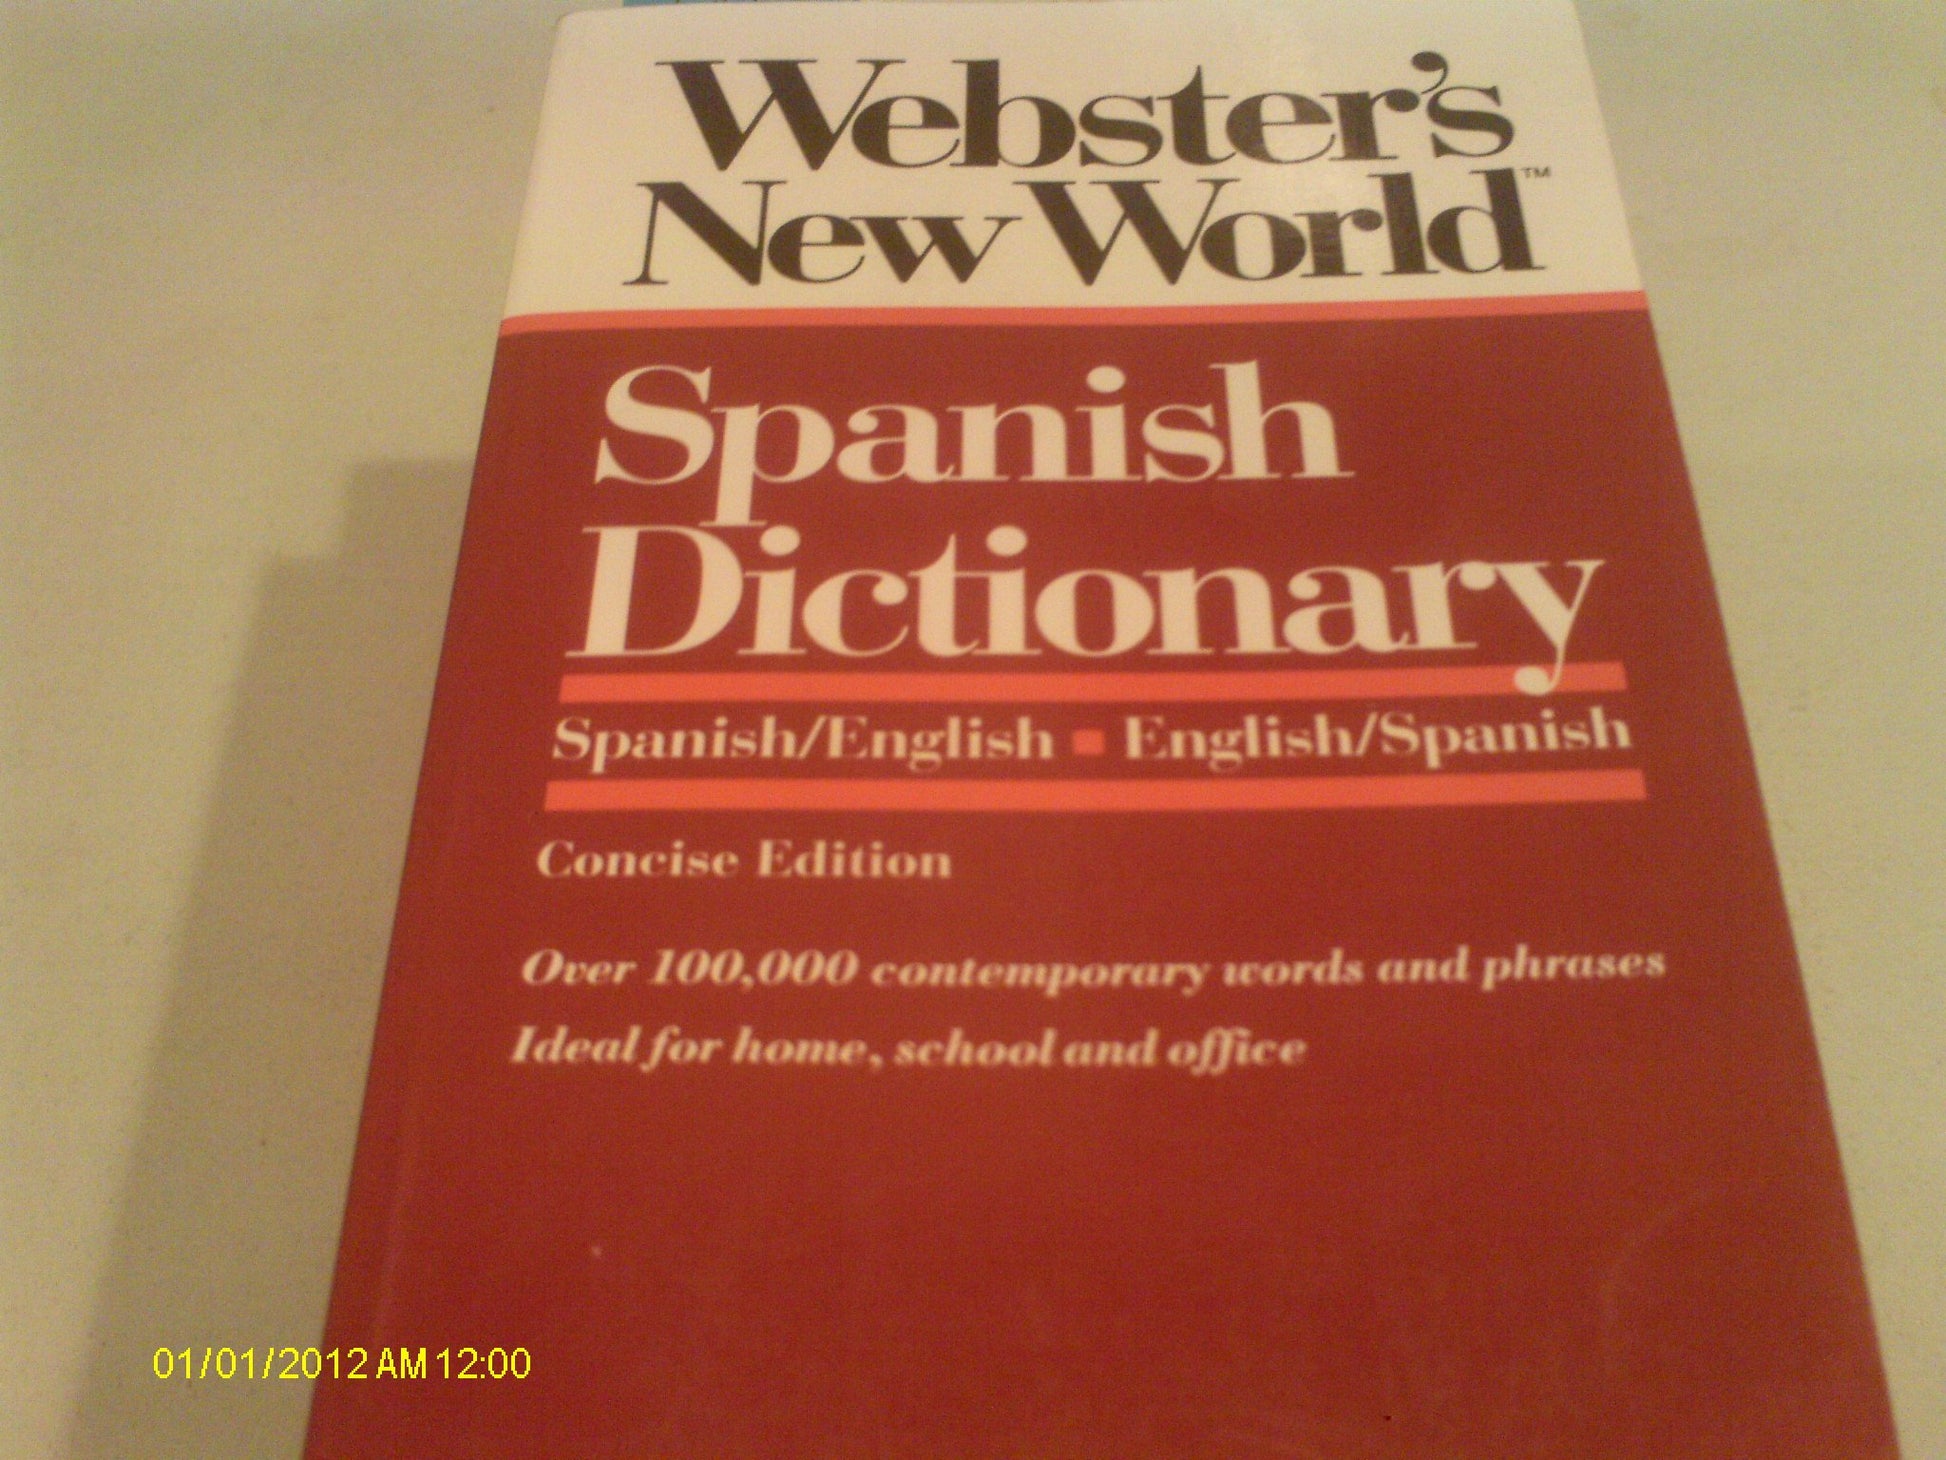 Webster's
New World™
Spanish
Dictionary
Spanish/English ■ English/Spanish
Concise Edition
Over 100,000 contemporary words and phrases
Ideal for home, school and office
01/01/2012 AM 12:00